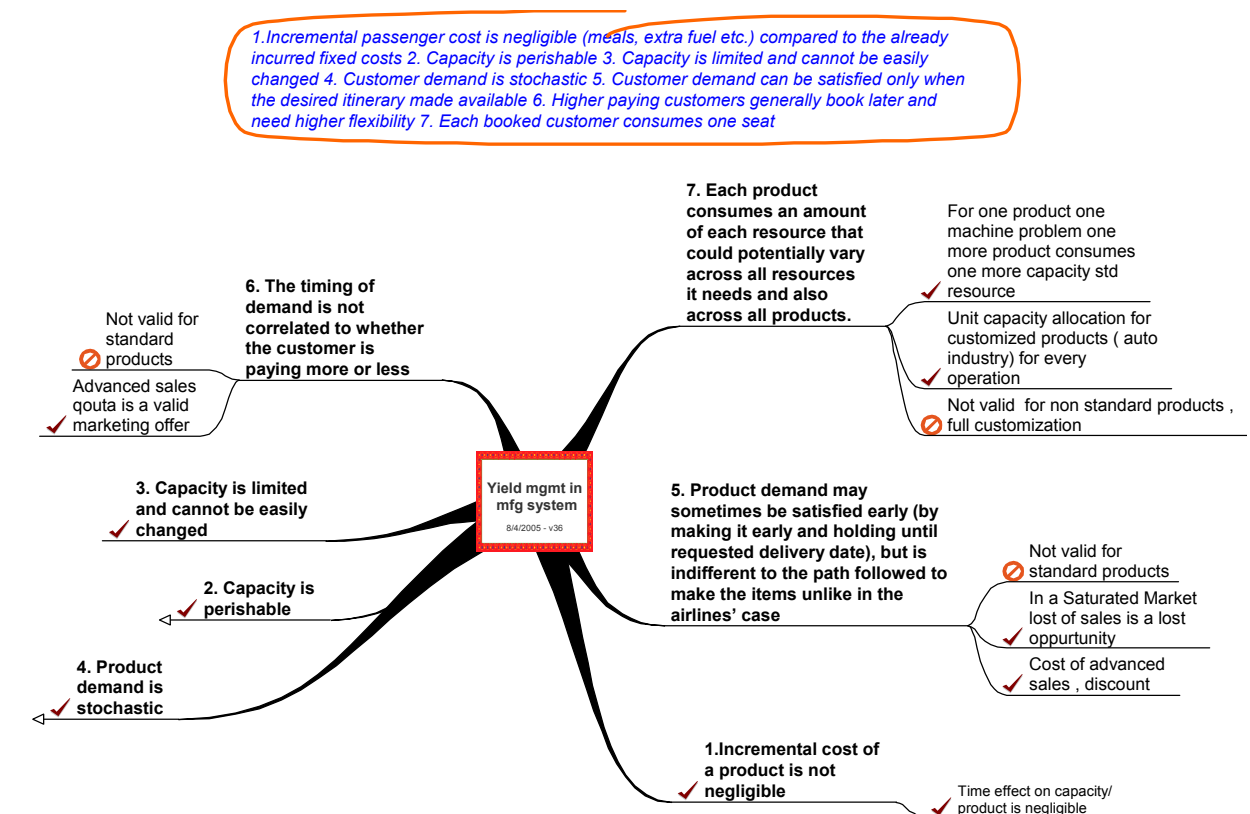 1.Incremental passenger cost is negligible (meals, extra fuel etc.) compared to the already
incurred fixed costs 2. Capacity is perishable 3. Capacity is limited and cannot be easily
changed 4. Customer demand is stochastic 5. Customer demand can be satisfied only when
the desired itinerary made available 6. Higher paying customers generally book later and
need higher flexibility 7. Each booked customer consumes one seat
7. Each product
consumes an amount
of each resource that
could potentially vary
across all resources
it needs and also
across all products.
For one product one
machine problem one
more product consumes
one more capacity std
resource
Unit capacity allocation for
customized products ( auto
industry) for every
operation
Not valid for non standard products ,
full customization
6. The timing of
demand is not
correlated to whether
the customer is
paying more or less
Not valid for
standard
products
Advanced sales
qouta is a valid
marketing offer
Yield mgmt in
mfg system
8/4/2005 - v36
3. Capacity is limited
and cannot be easily
changed
2. Capacity is
perishable
4. Product
demand is
stochastic
5. Product demand may
sometimes be satisfied early (by
making it early and holding until
requested delivery date), but is
indifferent to the path followed to
make the items unlike in the
airlines' case
Not valid for
standard products
In a Saturated Market
lost of sales is a lost
oppurtunity
Cost of advanced
sales , discount
1.Incremental cost of
a product is not
negligible
Time effect on capacity/
product is negligible